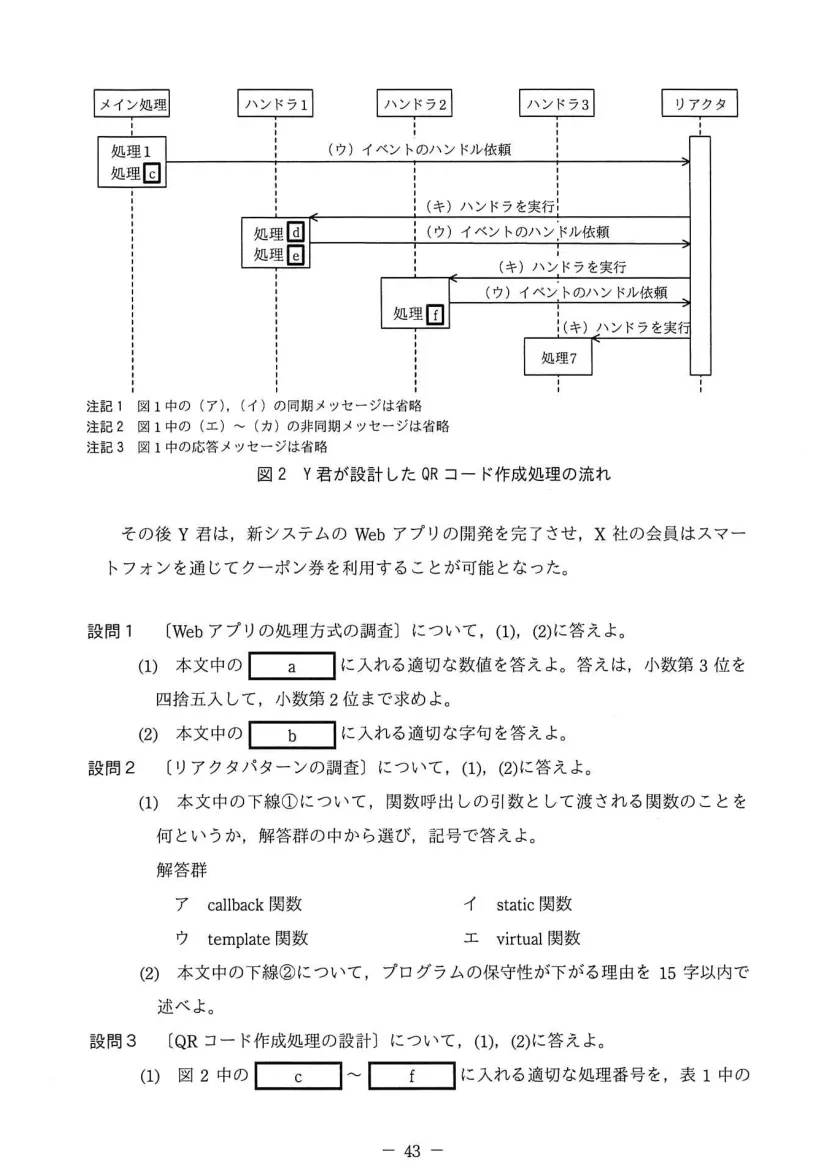 メイン処理 ハンドラ1 ハンドラ2 ハンドラ3 リアクタ
処理1
処理 c
（ウ）イベントのハンドル依頼
（キ）ハンドラを実行
処理 d
処理 e
（ウ）イベントのハンドル依頼
（キ）ハンドラを実行
（ウ）イベントのハンドル依頼
処理 f
（キ）ハンドラを実行
処理7
注記1 図1中の（ア），（イ）の同期メッセージは省略
注記2 図1中の（エ）～（カ）の非同期メッセージは省略
注記3 図1中の応答メッセージは省略
図2 Y君が設計したQRコード作成処理の流れ
その後Y君は，新システムのWebアプリの開発を完了させ，X社の会員はスマー
トフォンを通じてクーポン券を利用することが可能となった。
設問1 〔Webアプリの処理方式の調査〕について，(1)，(2)に答えよ。
(1) 本文中の a に入れる適切な数値を答えよ。答えは，小数第3位を
四捨五入して，小数第2位まで求めよ。
(2) 本文中の b に入れる適切な字句を答えよ。
設問2 〔リアクタパターンの調査〕について，(1)，(2)に答えよ。
(1) 本文中の下線①について，関数呼出しの引数として渡される関数のことを
何というか，解答群の中から選び，記号で答えよ。
解答群
ア callback関数 イ static関数
ウ template関数 エ virtual関数
(2) 本文中の下線②について，プログラムの保守性が下がる理由を15字以内で
述べよ。
設問3 〔QRコード作成処理の設計〕について，(1)，(2)に答えよ。
(1) 図2中の c ～ f に入れる適切な処理番号を，表1中の
－ 43 －